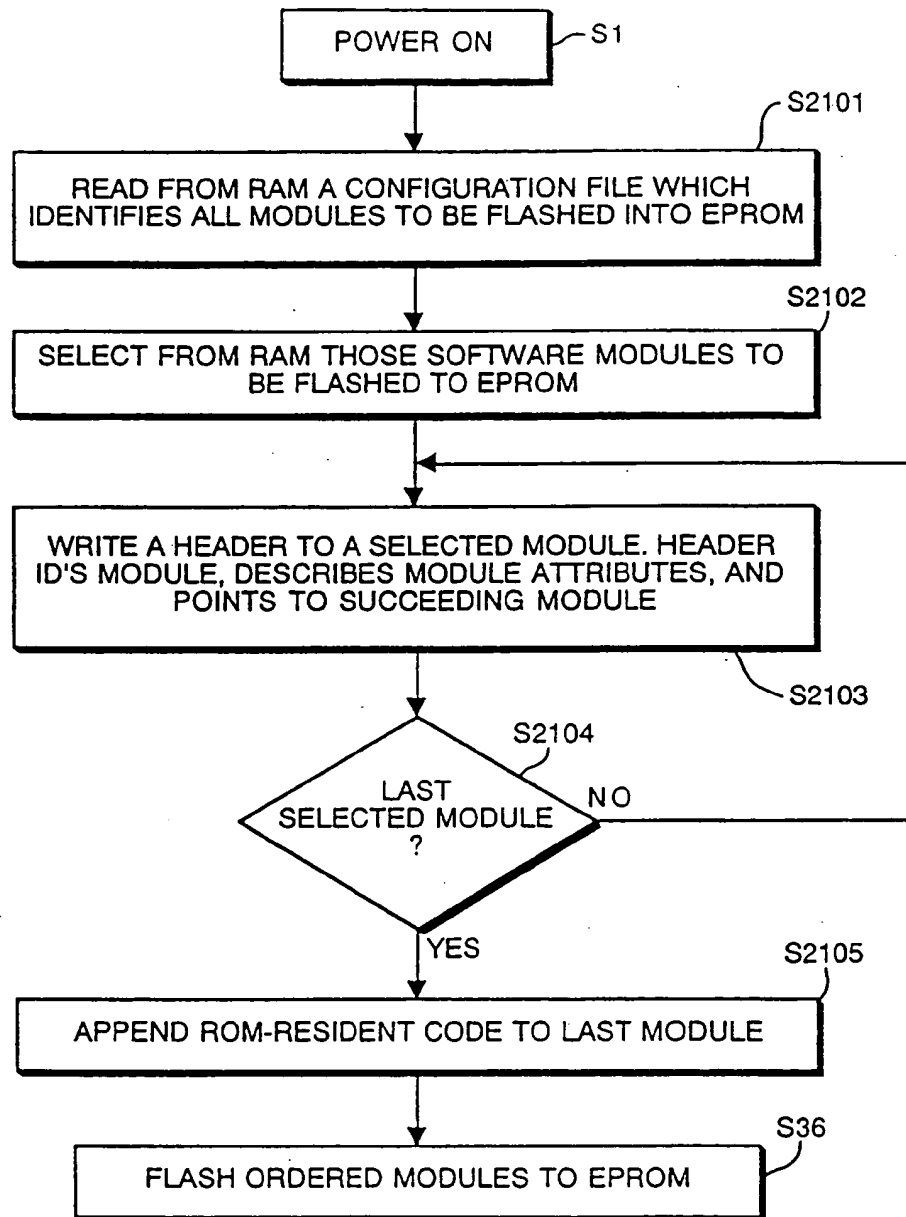 POWER ON
S1
S2101
READ FROM RAM A CONFIGURATION FILE WHICH
IDENTIFIES ALL MODULES TO BE FLASHED INTO EPROM
S2102
SELECT FROM RAM THOSE SOFTWARE MODULES TO
BE FLASHED TO EPROM
WRITE A HEADER TO A SELECTED MODULE. HEADER
ID'S MODULE, DESCRIBES MODULE ATTRIBUTES, AND
POINTS TO SUCCEEDING MODULE
S2103
S2104
LAST
SELECTED MODULE
?
NO
YES
S2105
APPEND ROM-RESIDENT CODE TO LAST MODULE
S36
FLASH ORDERED MODULES TO EPROM